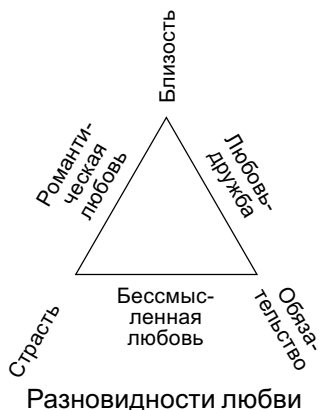 Близость
Романти-
ческая
любовь
Любовь-
дружба
Страсть
Бессмыс-
ленная
любовь
Обяза-
тельство
Разновидности любви